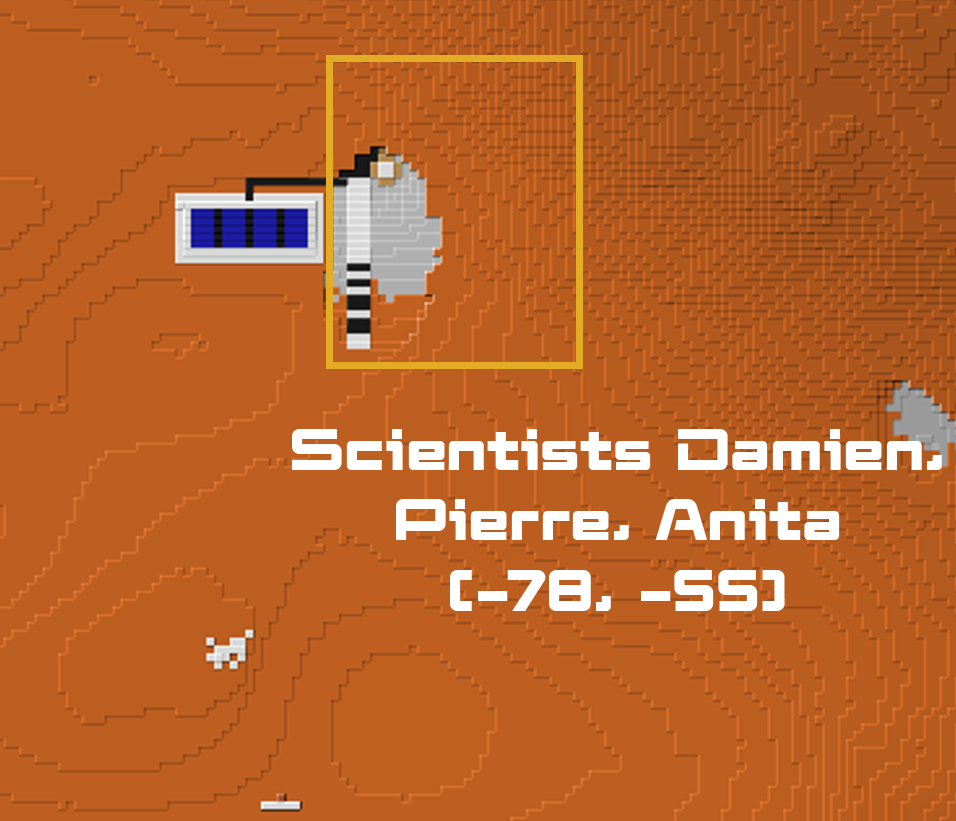 Scientists Damien,
Pierre, Anita
(-78, -55)